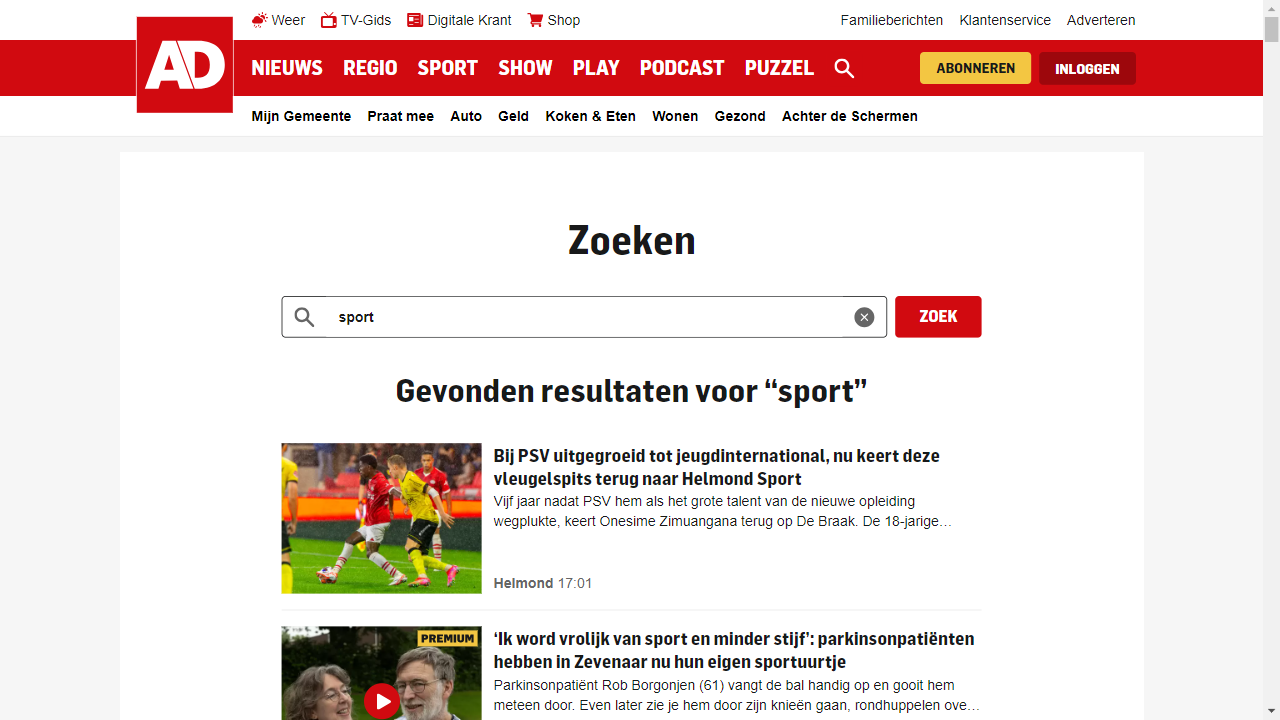 Weer TV-Gids Digitale Krant Shop Familieberichten Klantenservice Adverteren
AD
NIEUWS REGIO SPORT SHOW PLAY PODCAST PUZZEL ABONNEREN INLOGGEN
Mijn Gemeente Praat mee Auto Geld Koken & Eten Wonen Gezond Achter de Schermen
Zoeken
sport ZOEK
Gevonden resultaten voor “sport”
Bij PSV uitgegroeid tot jeugdinternational, nu keert deze
vleugelspits terug naar Helmond Sport
Vijf jaar nadat PSV hem als het grote talent van de nieuwe opleiding
wegplukte, keert Onesime Zimuangana terug op De Braak. De 18-jarige…
Helmond 17:01
PREMIUM
‘Ik word vrolijk van sport en minder stijf’: parkinsonpatiënten
hebben in Zevenaar nu hun eigen sportuurtje
Parkinsonpatiënt Rob Borgonjen (61) vangt de bal handig op en gooit hem
meteen door. Even later zie je hem door zijn knieën gaan, rondhuppelen ove…